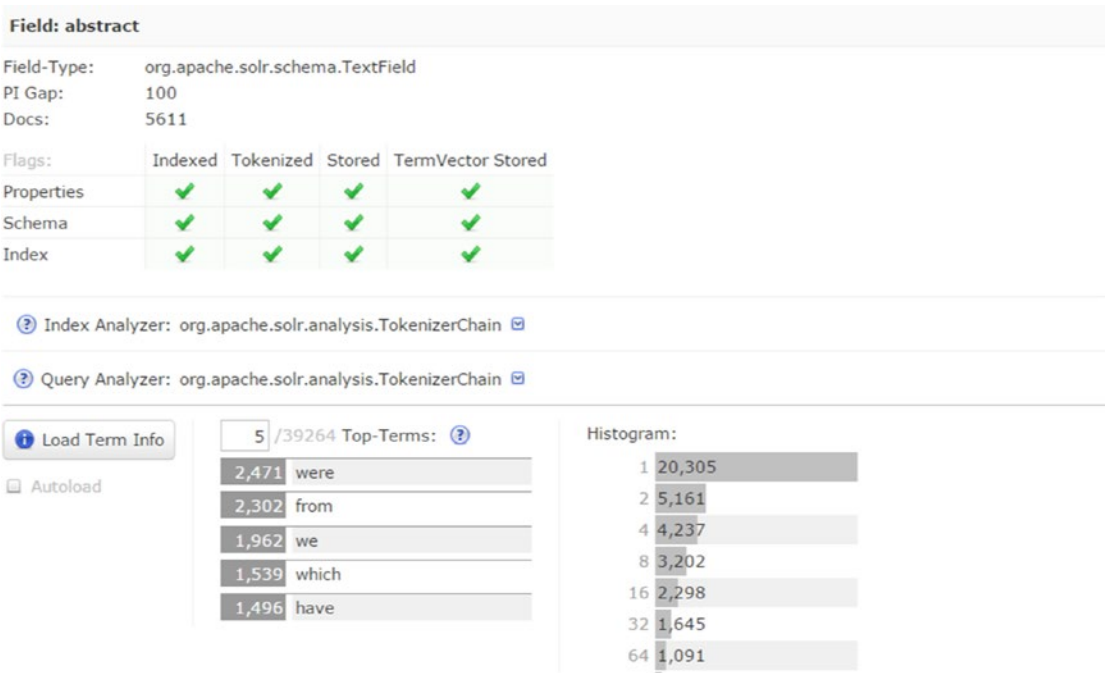 Field: abstract
Field-Type: org.apache.solr.schema.TextField
PI Gap: 100
Docs: 5611
Flags: Indexed Tokenized Stored TermVector Stored
Properties
Schema
Index
Index Analyzer: org.apache.solr.analysis.TokenizerChain
Query Analyzer: org.apache.solr.analysis.TokenizerChain
Load Term Info
Autoload
5 /39264 Top-Terms:
2,471 were
2,302 from
1,962 we
1,539 which
1,496 have
Histogram:
1 20,305
2 5,161
4 4,237
8 3,202
16 2,298
32 1,645
64 1,091